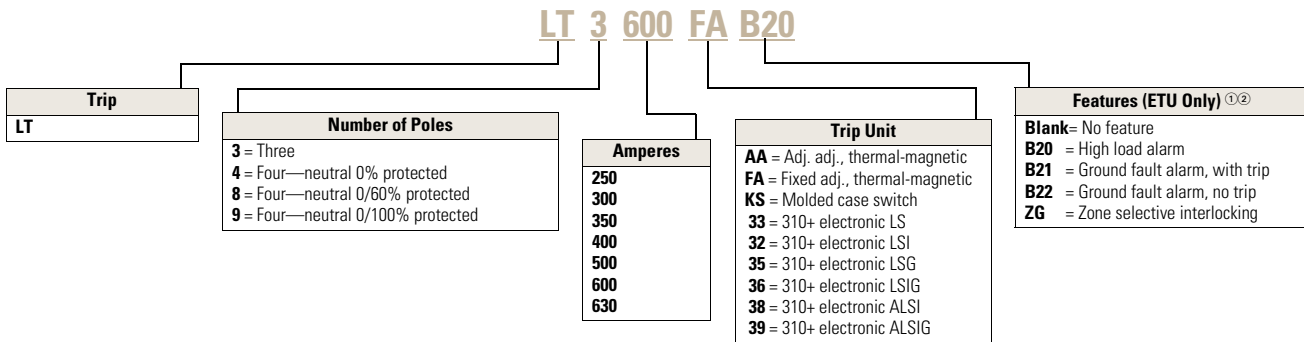 LT 3 600 FA B20
Trip
LT
Number of Poles
3 = Three
4 = Four—neutral 0% protected
8 = Four—neutral 0/60% protected
9 = Four—neutral 0/100% protected
Amperes
250
300
350
400
500
600
630
Trip Unit
AA = Adj. adj., thermal-magnetic
FA = Fixed adj., thermal-magnetic
KS = Molded case switch
33 = 310+ electronic LS
32 = 310+ electronic LSI
35 = 310+ electronic LSG
36 = 310+ electronic LSIG
38 = 310+ electronic ALSI
39 = 310+ electronic ALSIG
Features (ETU Only) ①②
Blank= No feature
B20 = High load alarm
B21 = Ground fault alarm, with trip
B22 = Ground fault alarm, no trip
ZG = Zone selective interlocking